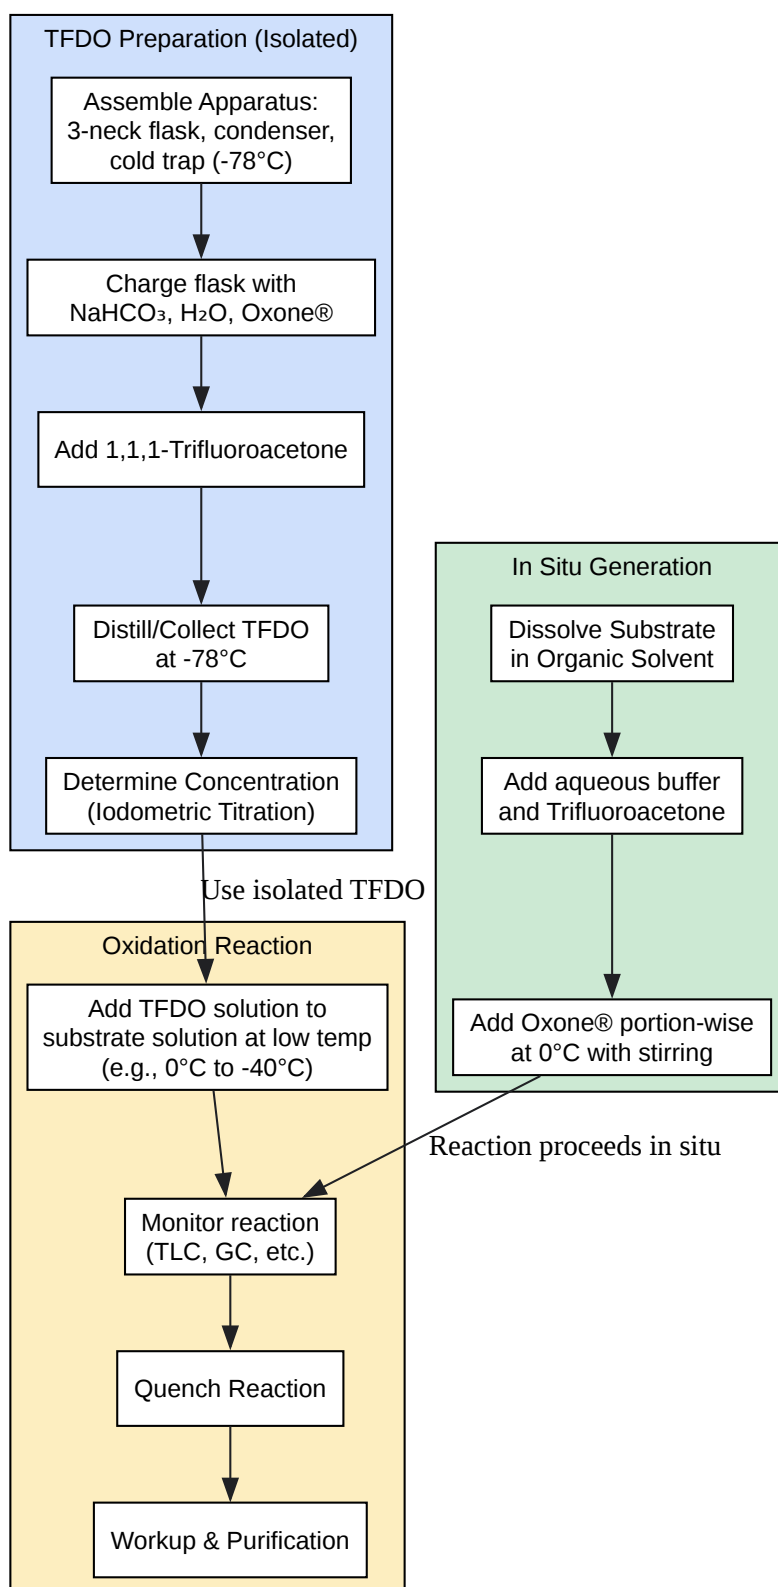 TFDO Preparation (Isolated)
Assemble Apparatus:
3-neck flask, condenser,
cold trap (-78°C)
Charge flask with
NaHCO₃, H₂O, Oxone®
Add 1,1,1-Trifluoroacetone
Distill/Collect TFDO
at -78°C
Determine Concentration
(Iodometric Titration)
In Situ Generation
Dissolve Substrate
in Organic Solvent
Add aqueous buffer
and Trifluoroacetone
Add Oxone® portion-wise
at 0°C with stirring
Use isolated TFDO
Reaction proceeds in situ
Oxidation Reaction
Add TFDO solution to
substrate solution at low temp
(e.g., 0°C to -40°C)
Monitor reaction
(TLC, GC, etc.)
Quench Reaction
Workup & Purification